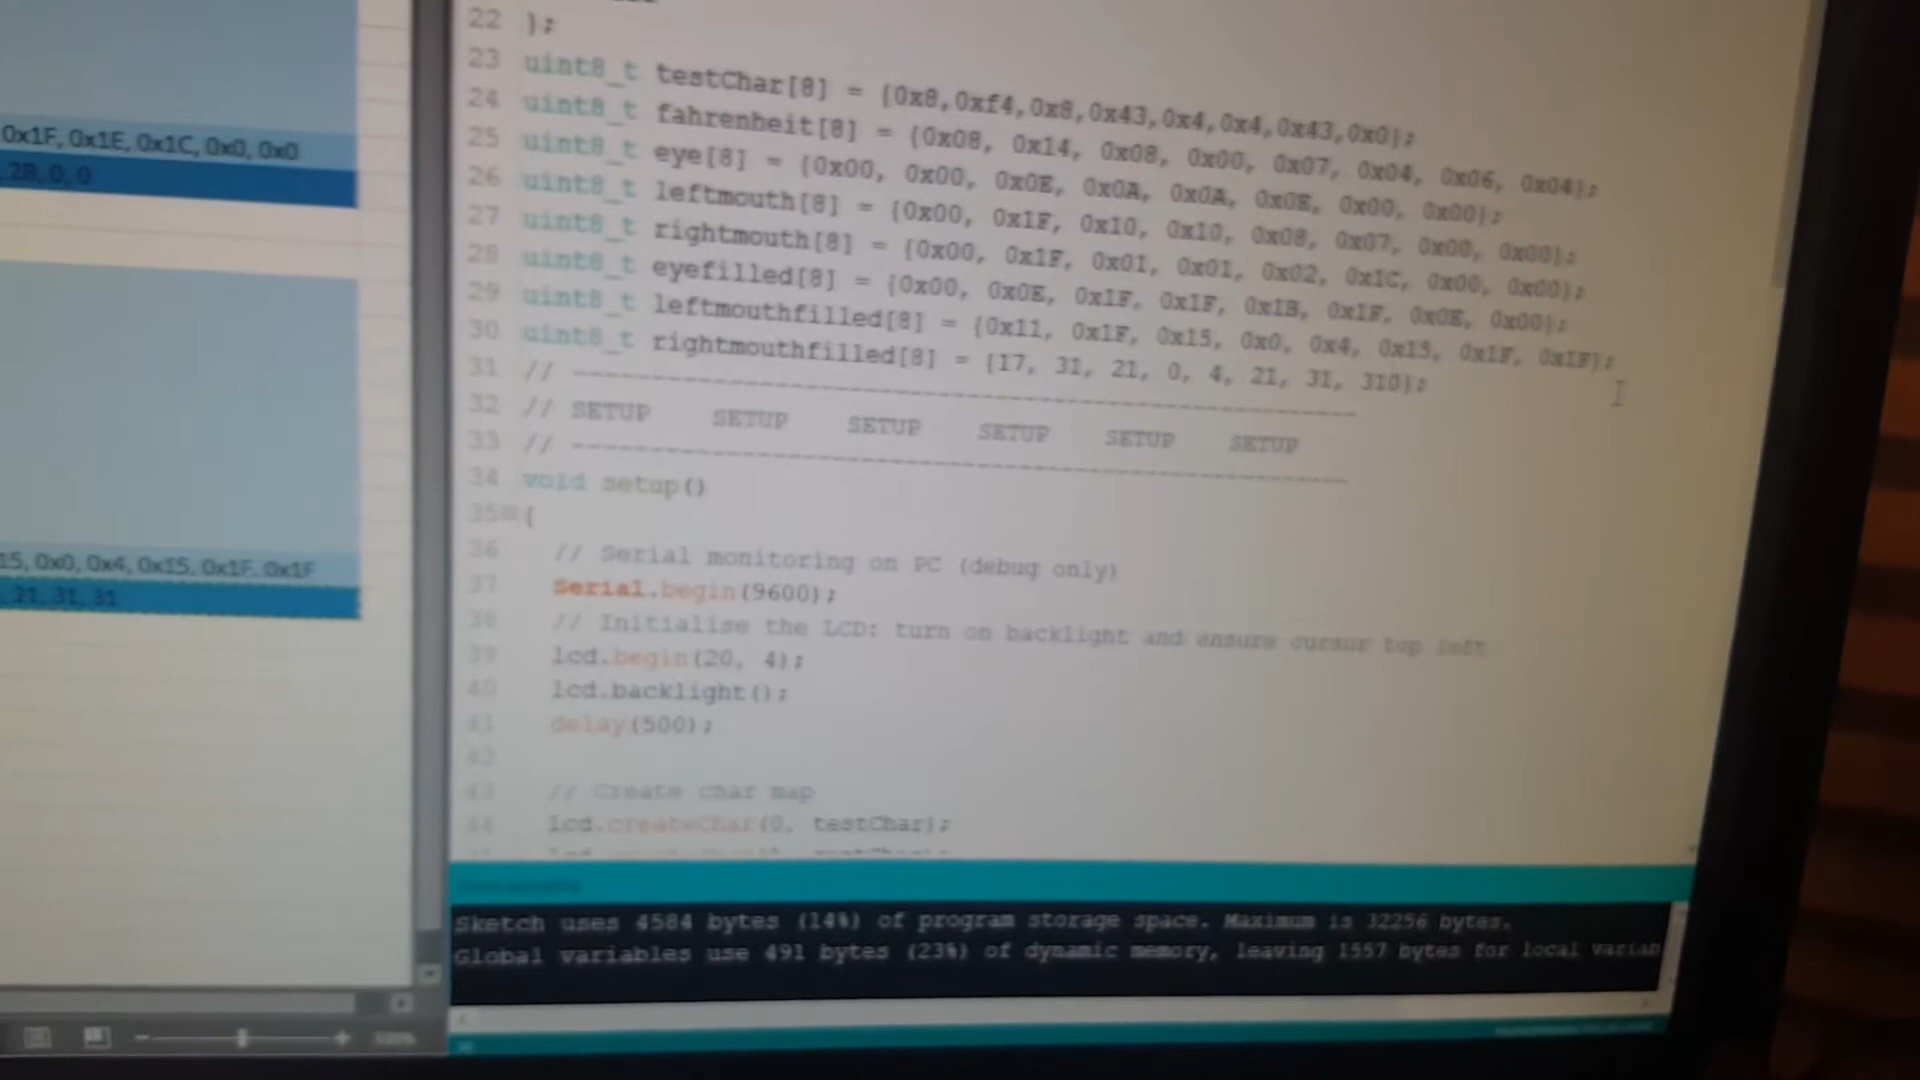 0x1F, 0x1E, 0x1C, 0x0, 0x0
, 28, 0, 0
15, 0x0, 0x4, 0x15, 0x1F, 0x1F
, 21, 31, 31
22 };
23 uint8_t testChar[8] = {0x8,0xf4,0x8,0x43,0x4,0x4,0x43,0x0};
24 uint8_t fahrenheit[8] = {0x08, 0x14, 0x08, 0x00, 0x07, 0x04, 0x06, 0x04};
25 uint8_t eye[8] = {0x00, 0x00, 0x0E, 0x0A, 0x0A, 0x0E, 0x00, 0x00};
26 uint8_t leftmouth[8] = {0x00, 0x1F, 0x10, 0x10, 0x08, 0x07, 0x00, 0x00};
27 uint8_t rightmouth[8] = {0x00, 0x1F, 0x01, 0x01, 0x02, 0x1C, 0x00, 0x00};
28 uint8_t eyefilled[8] = {0x00, 0x0E, 0x1F, 0x1F, 0x1B, 0x1F, 0x0E, 0x00};
29 uint8_t leftmouthfilled[8] = {0x11, 0x1F, 0x15, 0x0, 0x4, 0x15, 0x1F, 0x1F};
30 uint8_t rightmouthfilled[8] = {17, 31, 21, 0, 4, 21, 31, 310};
31 // --------------------------------------------------
32 // SETUP SETUP SETUP SETUP SETUP SETUP
33 // --------------------------------------------------
34 void setup()
35 {
36 // Serial monitoring on PC (debug only)
37 Serial.begin(9600);
38 // Initialise the LCD: turn on backlight and ensure cursor top left
39 lcd.begin(20, 4);
40 lcd.backlight();
41 delay(500);
42
43 // Create char map
44 lcd.createChar(0, testChar);
Sketch uses 4584 bytes (14%) of program storage space. Maximum is 32256 bytes.
Global variables use 491 bytes (23%) of dynamic memory, leaving 1557 bytes for local variab
100%